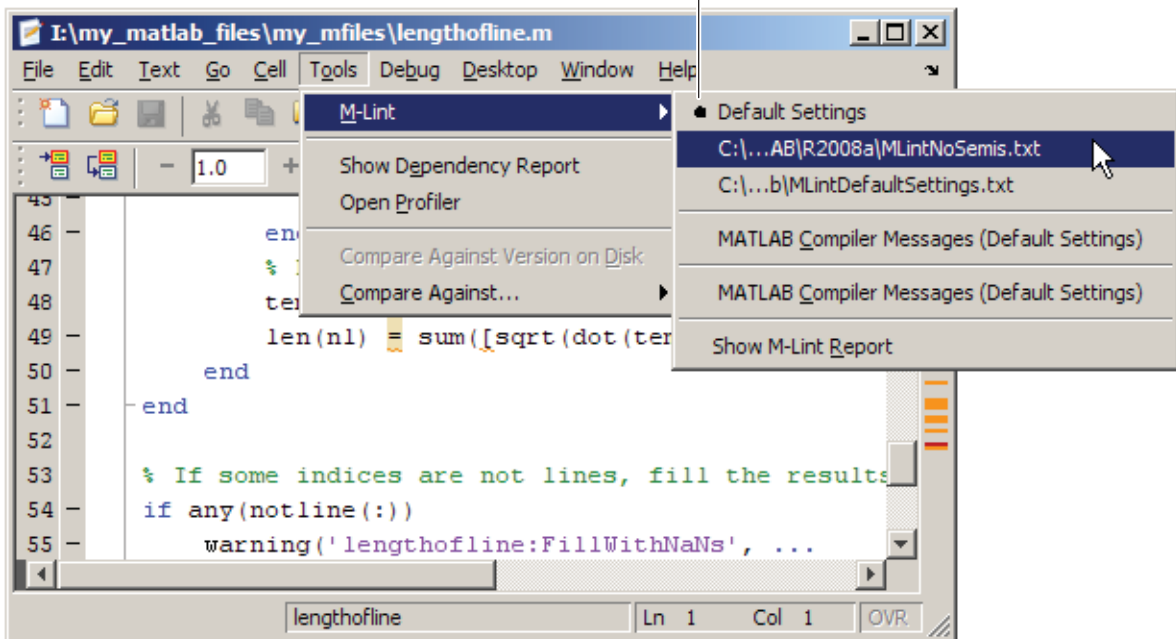 I:\my_matlab_files\my_mfiles\lengthofline.m
File Edit Text Go Cell Tools Debug Desktop Window Help
M-Lint
Default Settings
C:\...AB\R2008a\MLintNoSemis.txt
C:\...b\MLintDefaultSettings.txt
MATLAB Compiler Messages (Default Settings)
MATLAB Compiler Messages (Default Settings)
Show M-Lint Report
Show Dependency Report
Open Profiler
Compare Against Version on Disk
Compare Against...
- 1.0 +
45 -
46 - en
47 %
48 te
49 - len(nl) = sum([sqrt(dot(te
50 - end
51 - end
52
53 % If some indices are not lines, fill the results
54 - if any(notline(:))
55 - warning('lengthofline:FillWithNaNs', ...
lengthofline Ln 1 Col 1 OVR